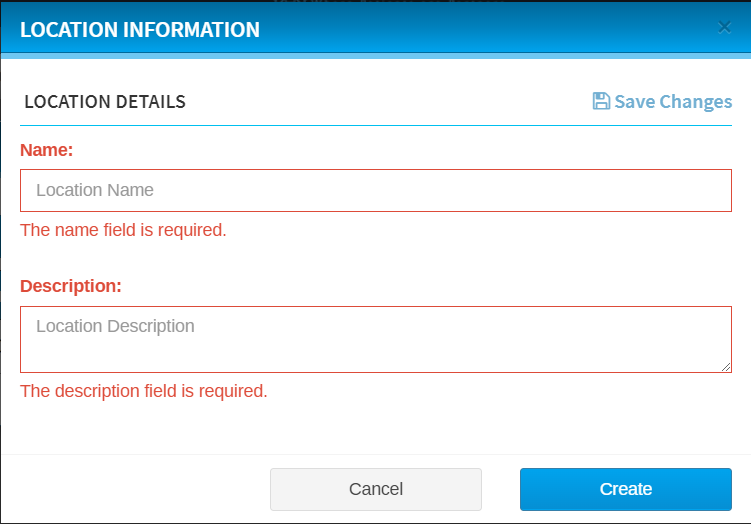 LOCATION INFORMATION
LOCATION DETAILS
Save Changes
Name:
Location Name
The name field is required.
Description:
Location Description
The description field is required.
Cancel
Create